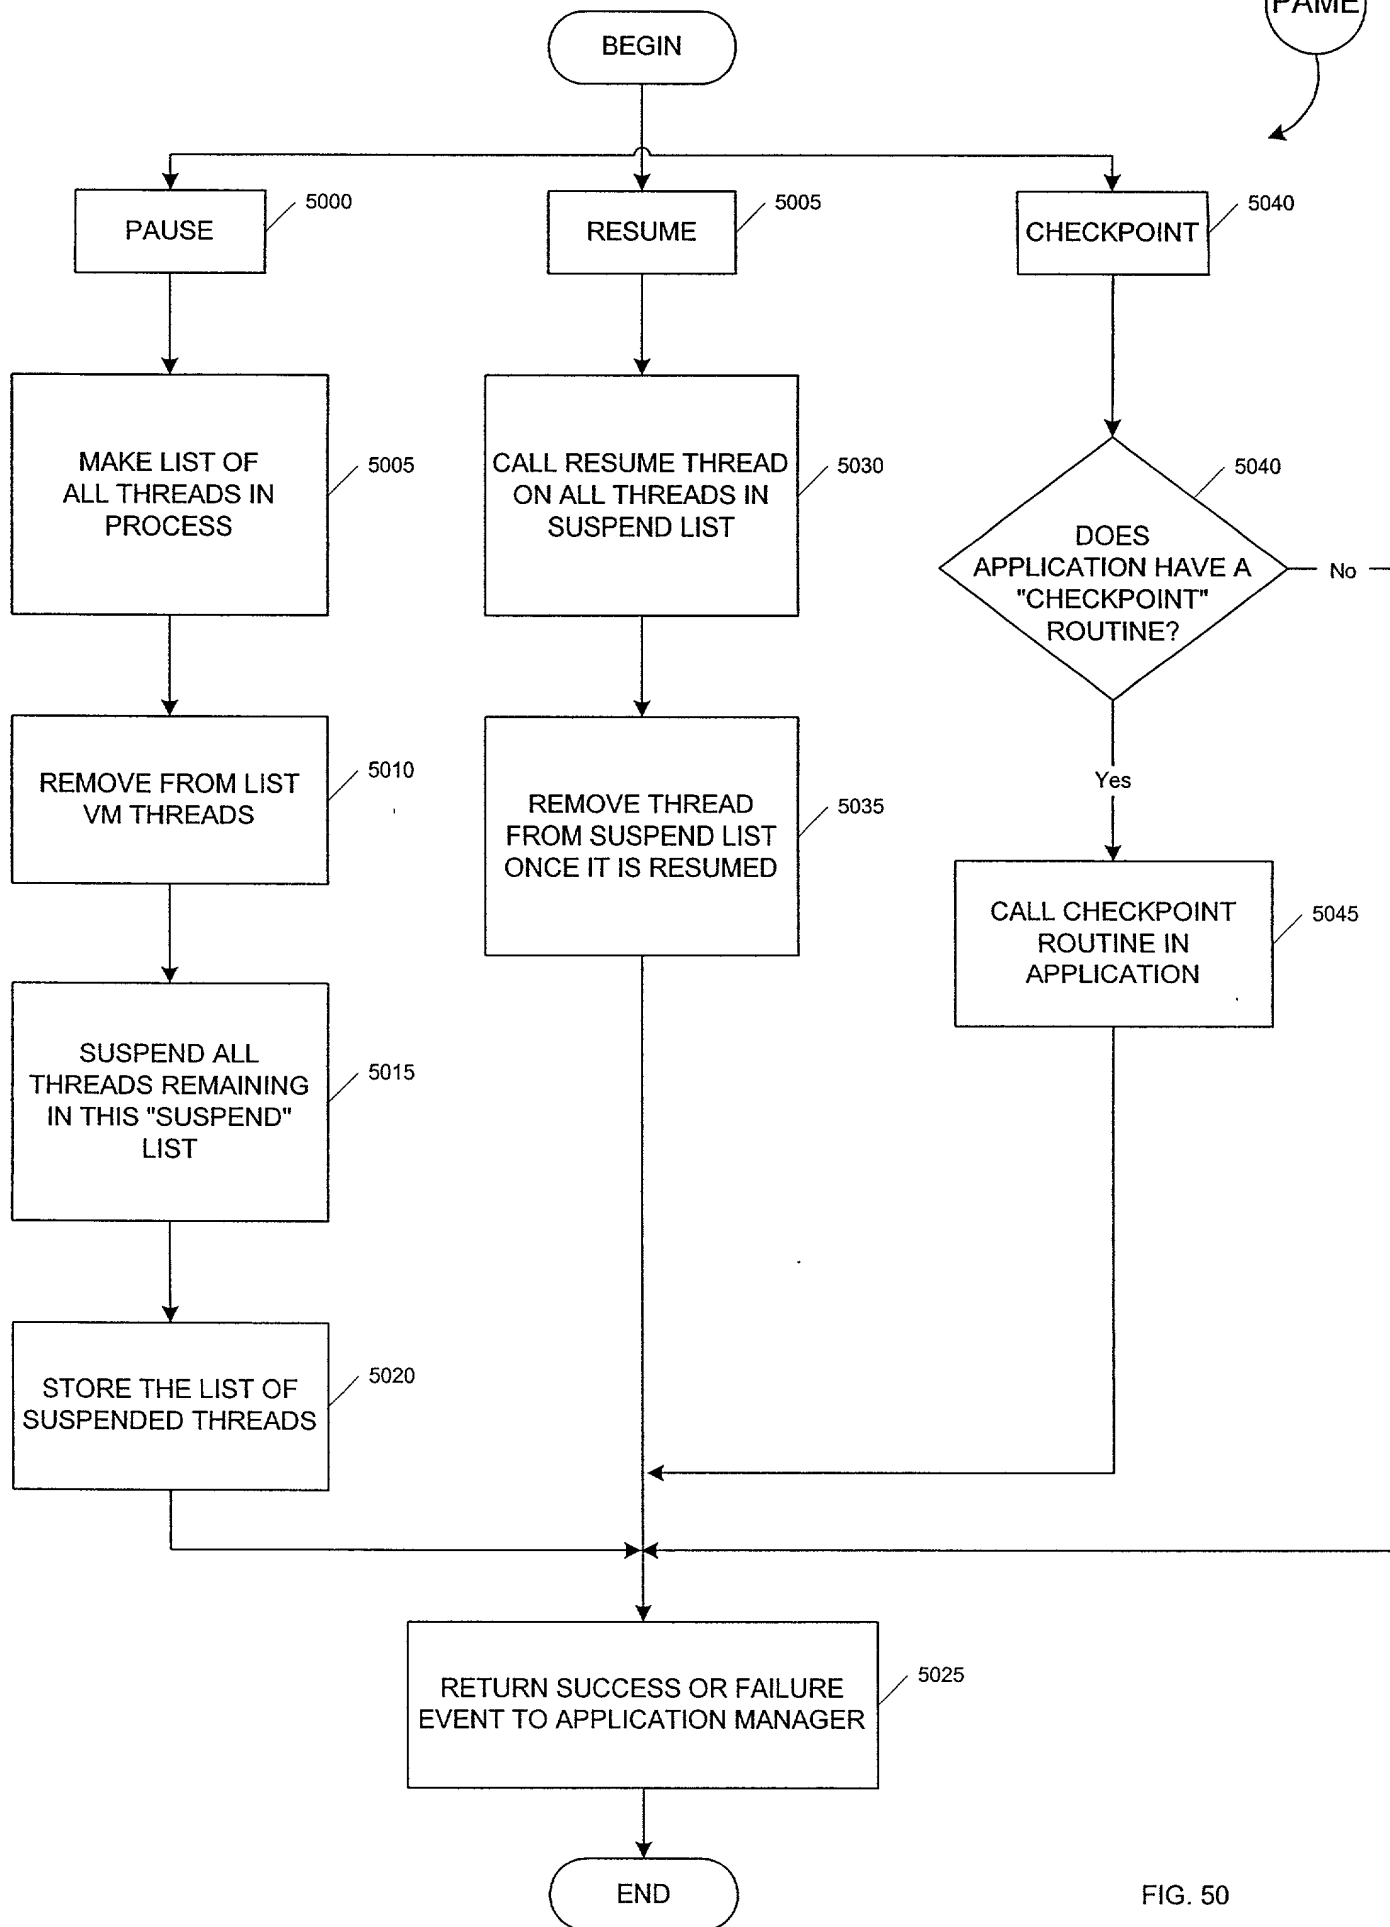 PAME
BEGIN
PAUSE
5000
RESUME
5005
CHECKPOINT
5040
MAKE LIST OF
ALL THREADS IN
PROCESS
5005
CALL RESUME THREAD
ON ALL THREADS IN
SUSPEND LIST
5030
DOES
APPLICATION HAVE A
"CHECKPOINT"
ROUTINE?
5040
No
REMOVE FROM LIST
VM THREADS
5010
REMOVE THREAD
FROM SUSPEND LIST
ONCE IT IS RESUMED
5035
Yes
CALL CHECKPOINT
ROUTINE IN
APPLICATION
5045
SUSPEND ALL
THREADS REMAINING
IN THIS "SUSPEND"
LIST
5015
STORE THE LIST OF
SUSPENDED THREADS
5020
RETURN SUCCESS OR FAILURE
EVENT TO APPLICATION MANAGER
5025
END
FIG. 50